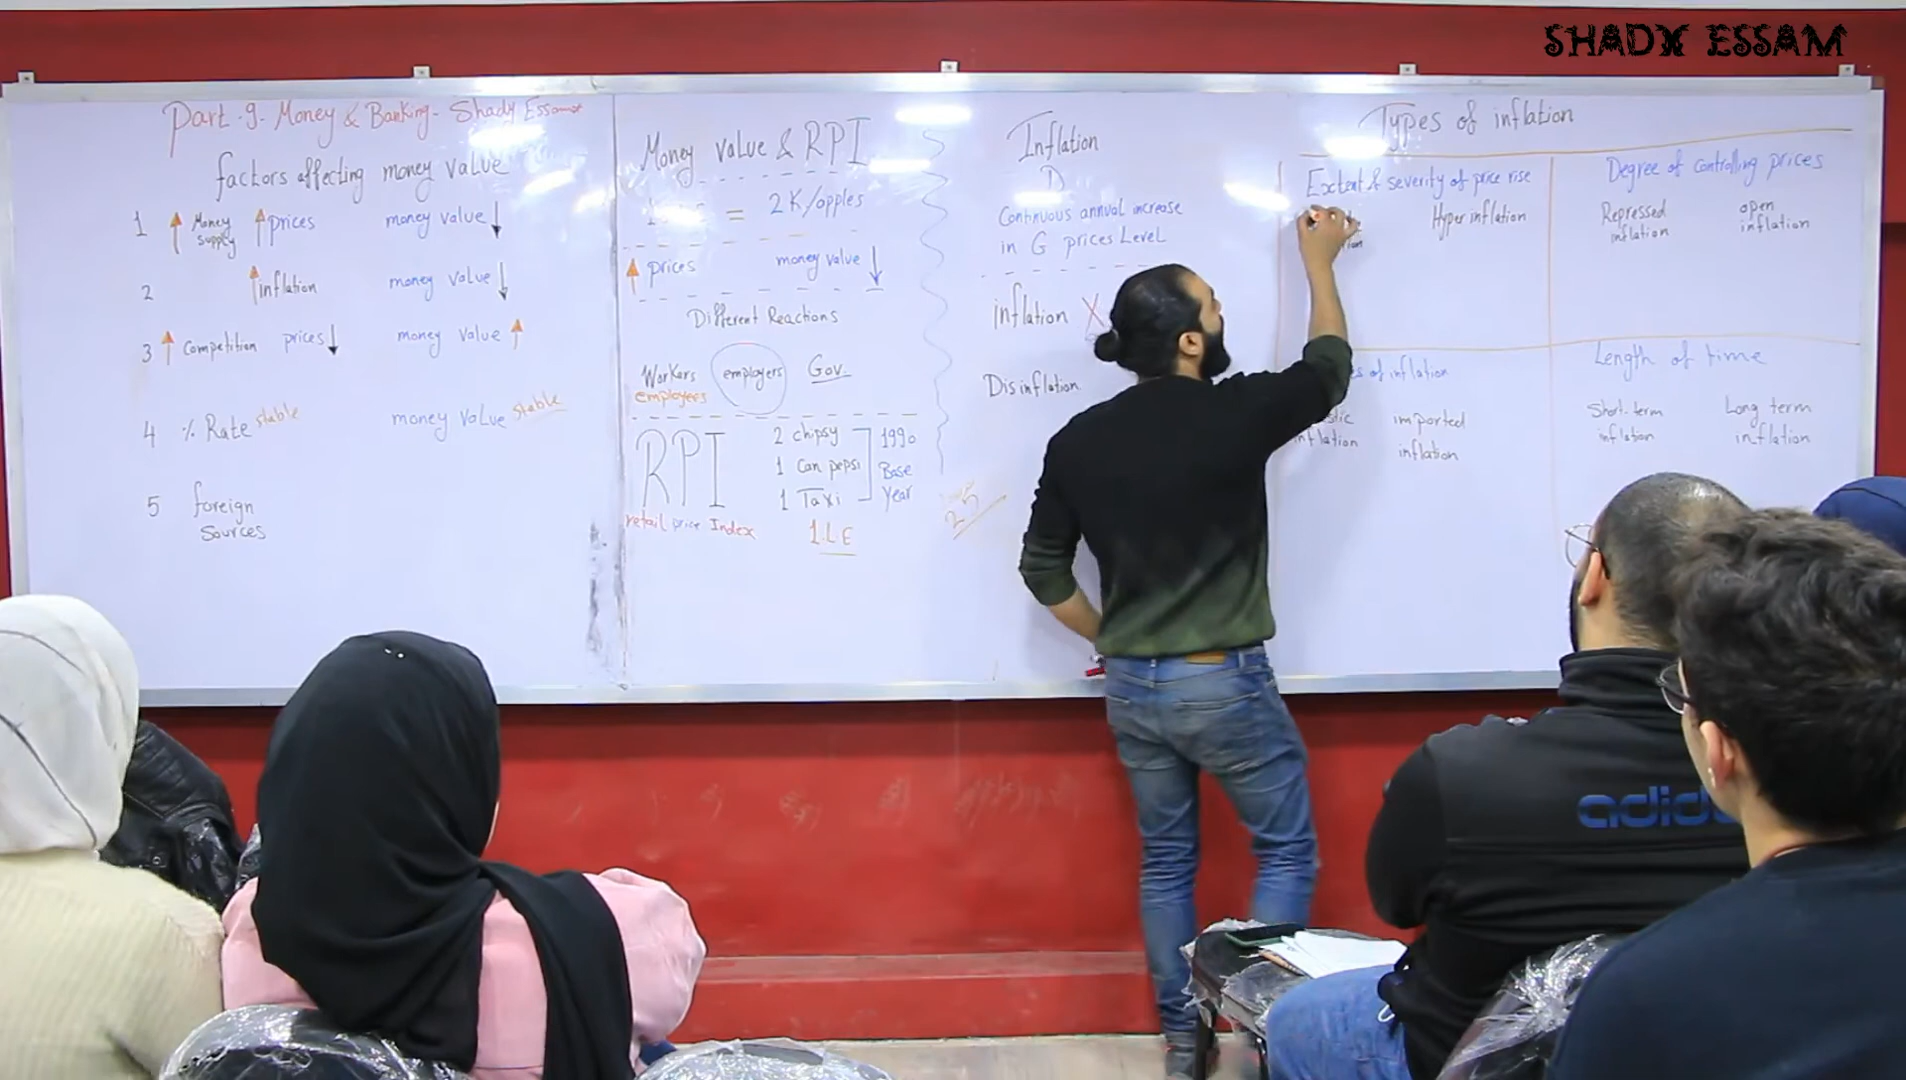 SHADY ESSAM
Part .9. Money & Banking- Shady Essam
factors affecting money value
1 Money supply prices money value
2 inflation money value
3 Competition prices money value
4 % Rate stable money value stable
5 foreign
Sources
Money value & RPI
= 2 K/apples
prices money value
Different Reactions
Workers employers Gov.
employees
RPI
retail price Index
2 chipsy
1 Can pepsi
1 Taxi
1990
Base
year
1 L E
25
Inflation
D
Continuous annual increase
in G prices Level
inflation X
Disinflation
Types of inflation
Extent & severity of price rise
Hyper inflation
Degree of controlling prices
Repressed
inflation
open
inflation
of inflation
inflation
imported
inflation
Length of time
Short-term
inflation
Long term
inflation
adid